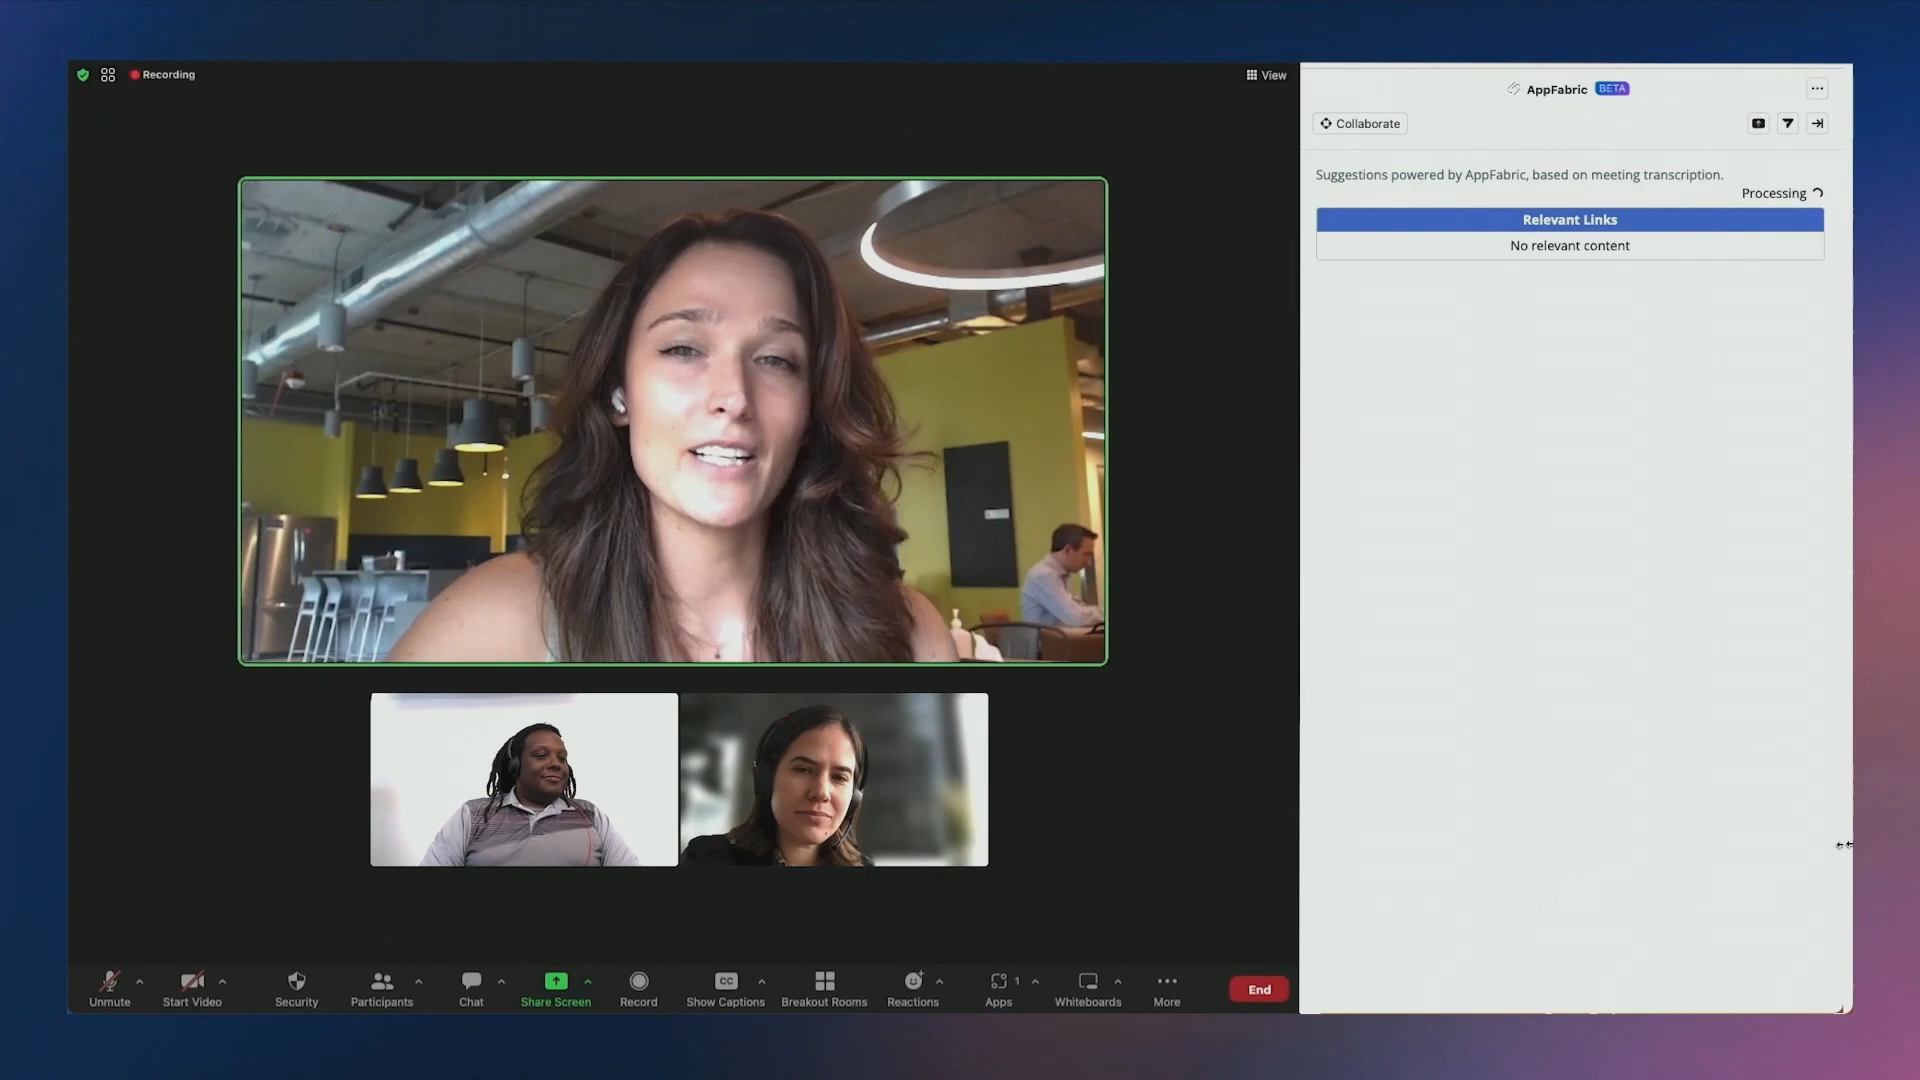 Recording
View
AppFabric BETA
Collaborate
Suggestions powered by AppFabric, based on meeting transcription.
Processing
Relevant Links
No relevant content
Unmute
Start Video
Security
Participants
Chat
Share Screen
Record
CC
Show Captions
Breakout Rooms
Reactions
1
Apps
Whiteboards
More
End